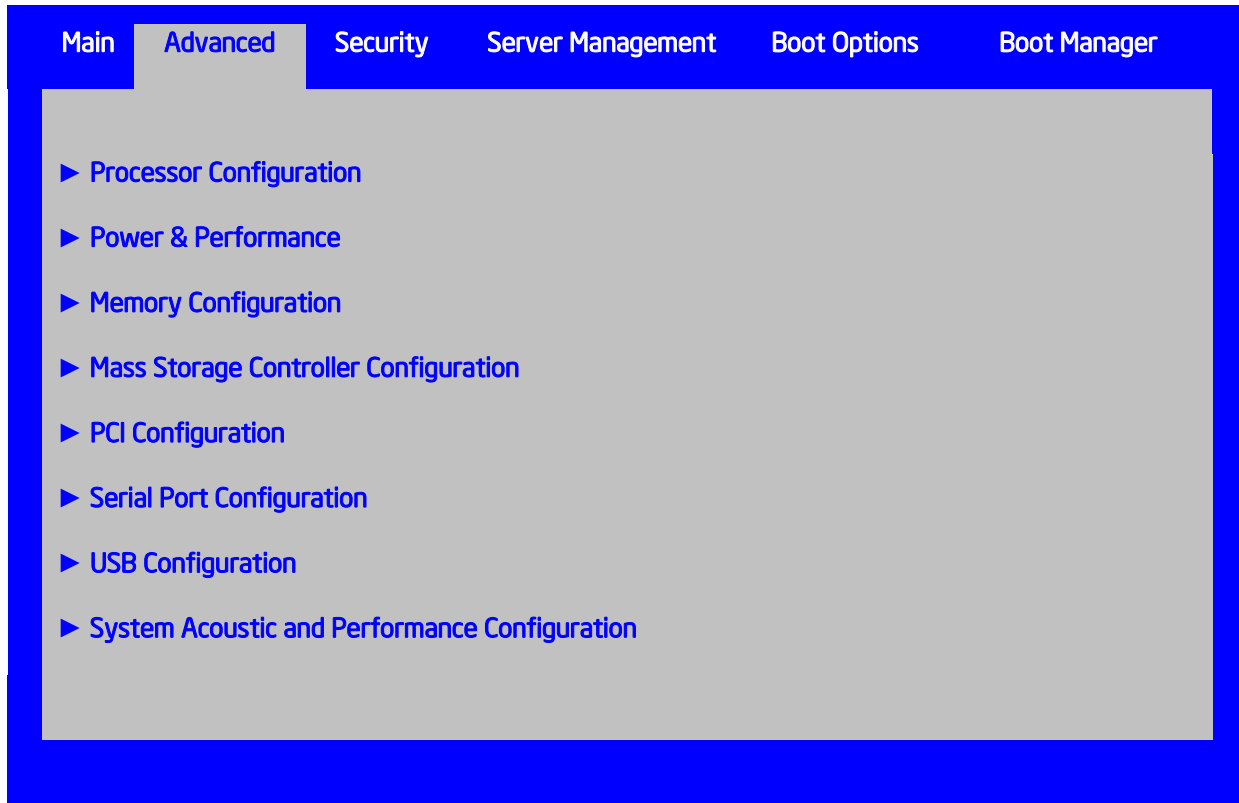 Main Advanced Security Server Management Boot Options Boot Manager
► Processor Configuration
► Power & Performance
► Memory Configuration
► Mass Storage Controller Configuration
► PCI Configuration
► Serial Port Configuration
► USB Configuration
► System Acoustic and Performance Configuration